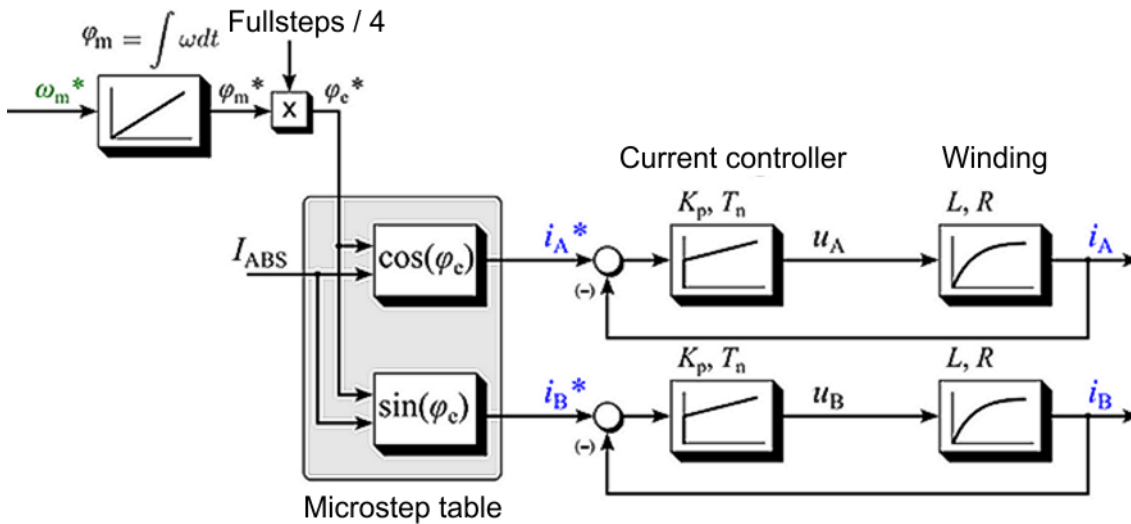 Fullsteps / 4
φm = ∫ ωdt
ωm*
φm*
x
φe*
Current controller
Winding
Kp, Tn
L, R
IABS
cos(φe)
iA*
uA
iA
(–)
Kp, Tn
L, R
sin(φe)
iB*
uB
iB
(–)
Microstep table